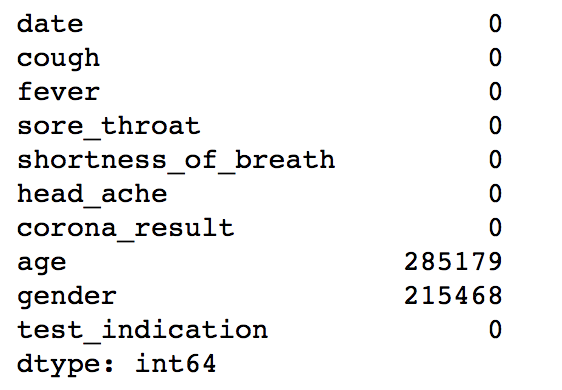 date 0
cough 0
fever 0
sore_throat 0
shortness_of_breath 0
head_ache 0
corona_result 0
age 285179
gender 215468
test_indication 0
dtype: int64